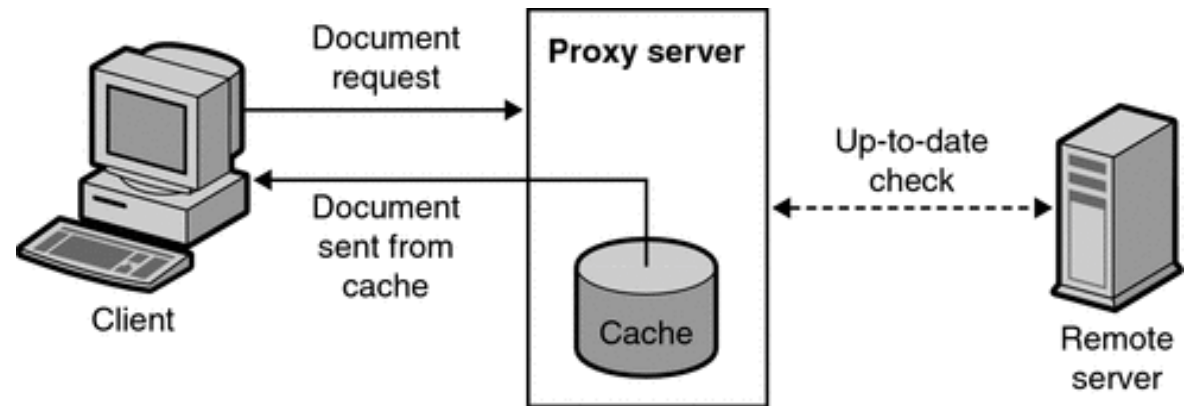 Document
request
Proxy server
Up-to-date
check
Document
sent from
cache
Client
Cache
Remote
server